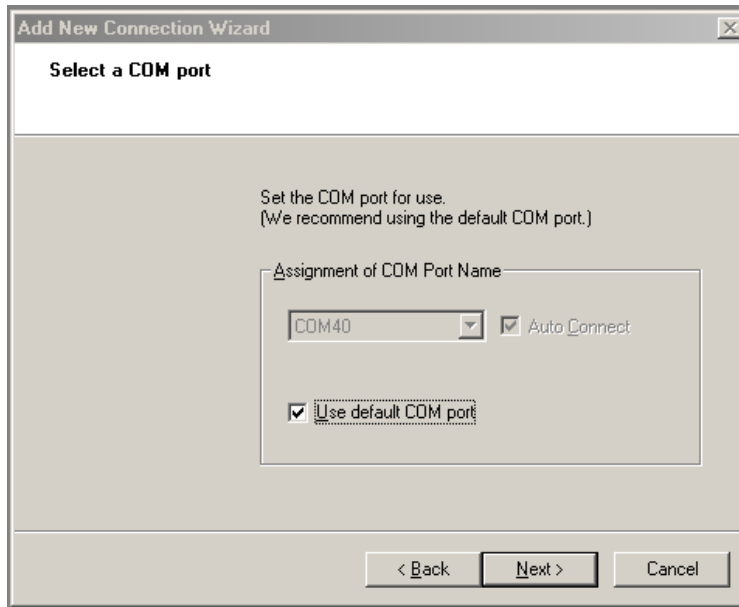 Add New Connection Wizard
Select a COM port
Set the COM port for use.
(We recommend using the default COM port.)
Assignment of COM Port Name
COM40
Auto Connect
Use default COM port
< Back
Next >
Cancel